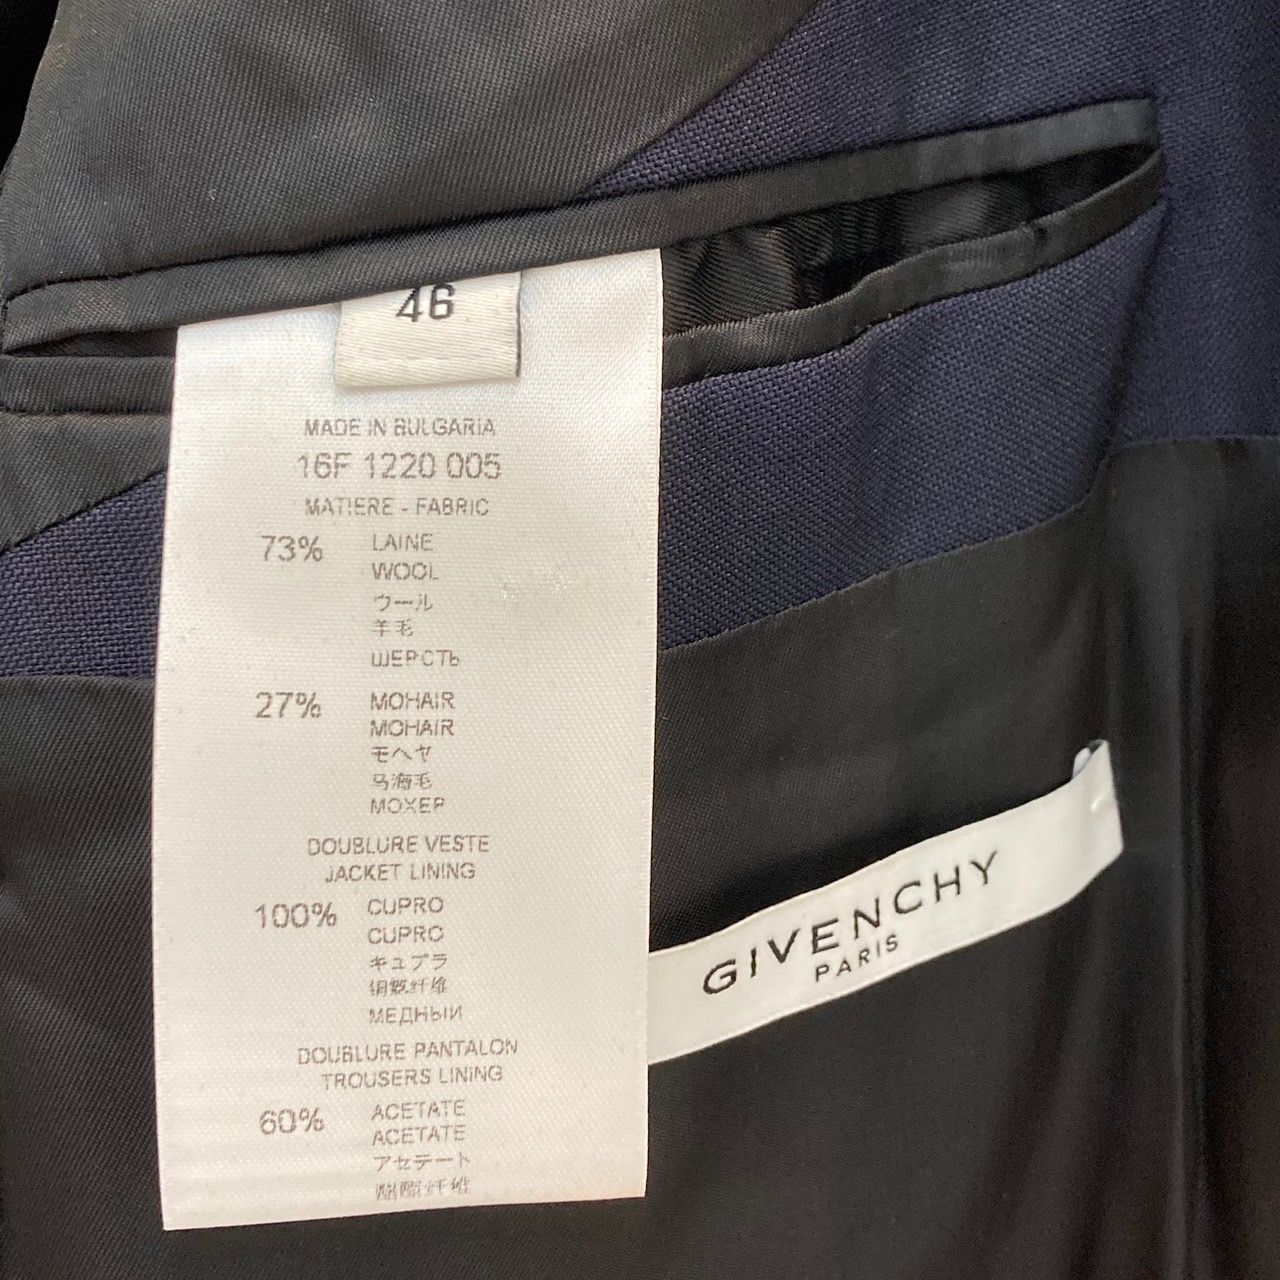 46
MADE IN BULGARIA
16F 1220 005
MATIERE - FABRIC
73% LAINE
WOOL
ウール
羊毛
ШЕРСТЬ
27% MOHAIR
MOHAIR
モヘヤ
马海毛
МОХЕР
DOUBLURE VESTE
JACKET LINING
100% CUPRO
CUPRO
キュプラ
铜氨纤维
МЕДНЫЙ
DOUBLURE PANTALON
TROUSERS LINING
60% ACETATE
ACETATE
アセテート
醋酯纤维
GIVENCHY
PARIS